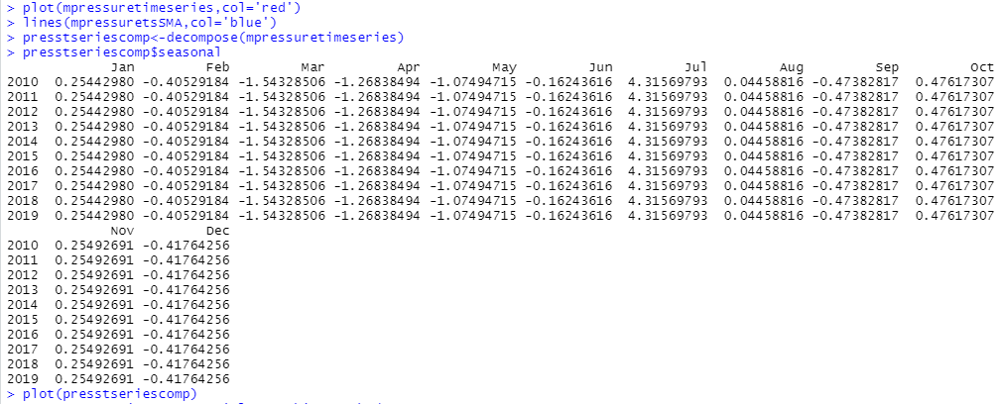 > plot(mpressuretimeseries,col='red')
> lines(mpressuretsSMA,col='blue')
> presstseriescomp<-decompose(mpressuretimeseries)
> presstseriescomp$seasonal
Jan Feb Mar Apr May Jun Jul Aug Sep Oct
2010 0.25442980 -0.40529184 -1.54328506 -1.26838494 -1.07494715 -0.16243616 4.31569793 0.04458816 -0.47382817 0.47617307
2011 0.25442980 -0.40529184 -1.54328506 -1.26838494 -1.07494715 -0.16243616 4.31569793 0.04458816 -0.47382817 0.47617307
2012 0.25442980 -0.40529184 -1.54328506 -1.26838494 -1.07494715 -0.16243616 4.31569793 0.04458816 -0.47382817 0.47617307
2013 0.25442980 -0.40529184 -1.54328506 -1.26838494 -1.07494715 -0.16243616 4.31569793 0.04458816 -0.47382817 0.47617307
2014 0.25442980 -0.40529184 -1.54328506 -1.26838494 -1.07494715 -0.16243616 4.31569793 0.04458816 -0.47382817 0.47617307
2015 0.25442980 -0.40529184 -1.54328506 -1.26838494 -1.07494715 -0.16243616 4.31569793 0.04458816 -0.47382817 0.47617307
2016 0.25442980 -0.40529184 -1.54328506 -1.26838494 -1.07494715 -0.16243616 4.31569793 0.04458816 -0.47382817 0.47617307
2017 0.25442980 -0.40529184 -1.54328506 -1.26838494 -1.07494715 -0.16243616 4.31569793 0.04458816 -0.47382817 0.47617307
2018 0.25442980 -0.40529184 -1.54328506 -1.26838494 -1.07494715 -0.16243616 4.31569793 0.04458816 -0.47382817 0.47617307
2019 0.25442980 -0.40529184 -1.54328506 -1.26838494 -1.07494715 -0.16243616 4.31569793 0.04458816 -0.47382817 0.47617307
Nov Dec
2010 0.25492691 -0.41764256
2011 0.25492691 -0.41764256
2012 0.25492691 -0.41764256
2013 0.25492691 -0.41764256
2014 0.25492691 -0.41764256
2015 0.25492691 -0.41764256
2016 0.25492691 -0.41764256
2017 0.25492691 -0.41764256
2018 0.25492691 -0.41764256
2019 0.25492691 -0.41764256
> plot(presstseriescomp)